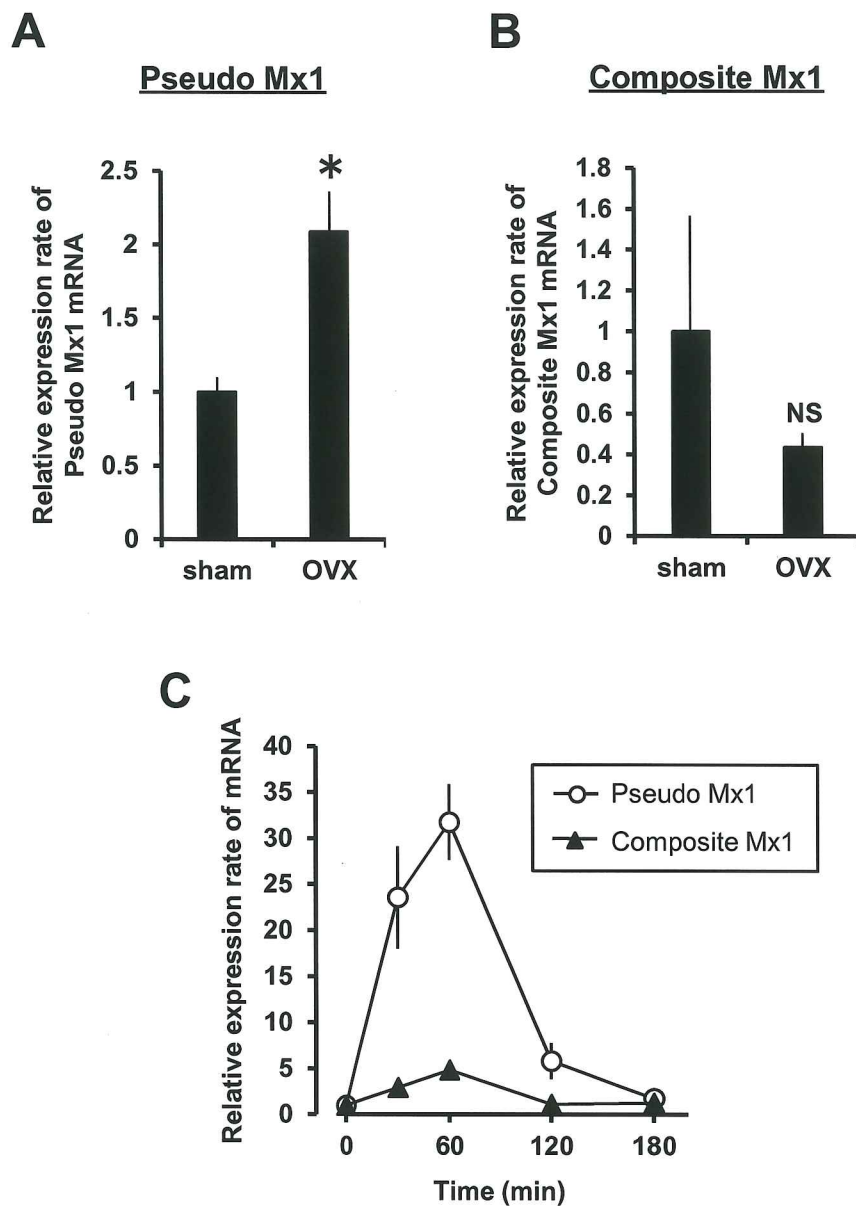 A
Pseudo Mx1
Relative expression rate of
Pseudo Mx1 mRNA
2.5
2
1.5
1
0.5
0
*
sham OVX
B
Composite Mx1
Relative expression rate of
Composite Mx1 mRNA
1.8
1.6
1.4
1.2
1
0.8
0.6
0.4
0.2
0
NS
sham OVX
C
Relative expression rate of mRNA
40
35
30
25
20
15
10
5
0
Pseudo Mx1
Composite Mx1
0 60 120 180
Time (min)